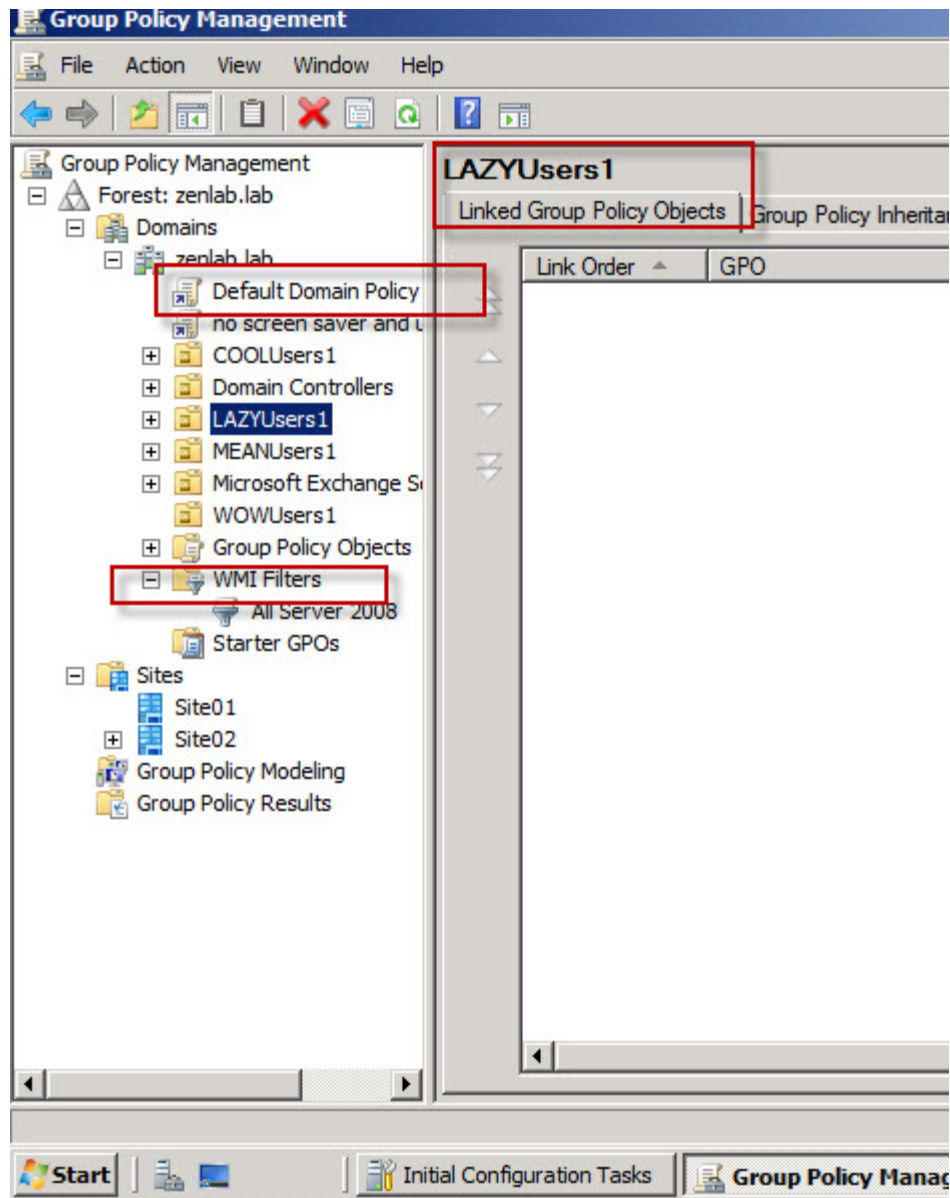 Group Policy Management
File Action View Window Help
Group Policy Management
Forest: zenlab.lab
Domains
zenlab.lab
Default Domain Policy
no screen saver and u
COOLUsers1
Domain Controllers
LAZYUsers1
MEANUsers1
Microsoft Exchange Se
WOWUsers1
Group Policy Objects
WMI Filters
All Server 2008
Starter GPOs
Sites
Site01
Site02
Group Policy Modeling
Group Policy Results
LAZYUsers1
Linked Group Policy Objects Group Policy Inheritan
Link Order GPO
Start Initial Configuration Tasks Group Policy Manag